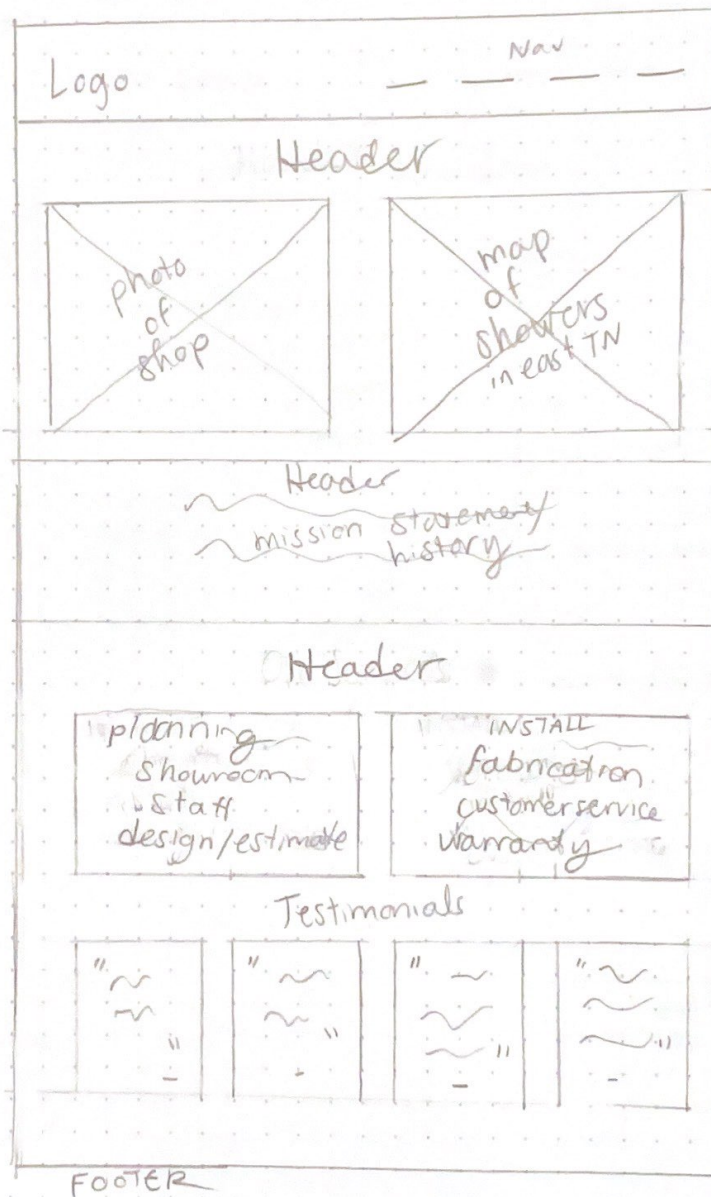 Logo
Nav
Header
photo
of
shop
map
of
showers
in east TN
Header
mission statement
history
Header
planning
showroom
staff
design/estimate
INSTALL
fabrication
customer service
warranty
Testimonials
"
"
"
"
"
"
"
"
FOOTER